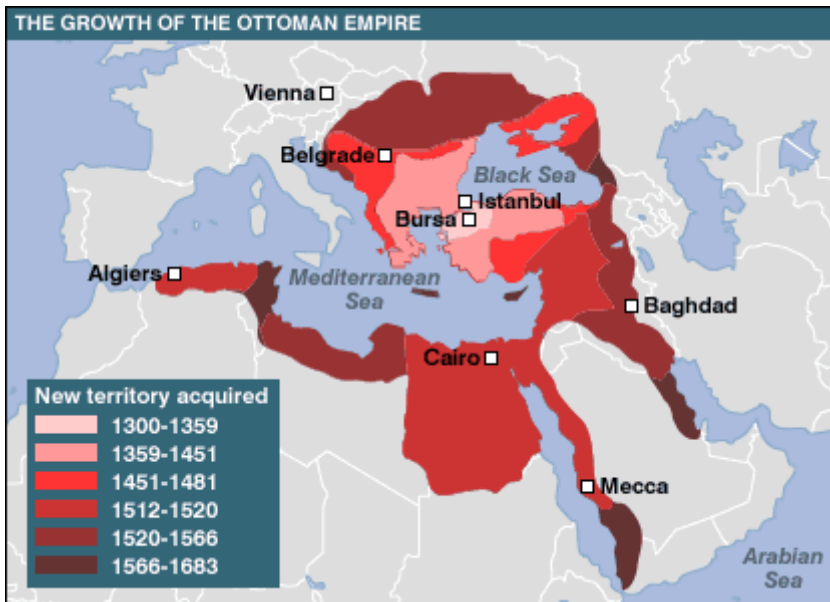 THE GROWTH OF THE OTTOMAN EMPIRE
Vienna
Belgrade
Black Sea
Istanbul
Bursa
Algiers
Mediterranean
Sea
Baghdad
Cairo
New territory acquired
1300-1359
1359-1451
1451-1481
1512-1520
1520-1566
1566-1683
Mecca
Arabian
Sea